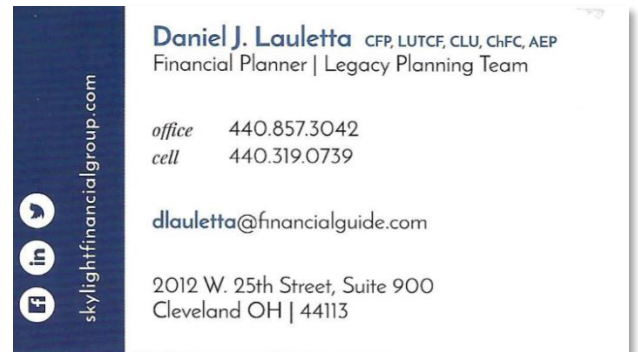 Daniel J. Lauletta CFP, LUTCF, CLU, ChFC, AEP
Financial Planner | Legacy Planning Team
office 440.857.3042
cell 440.319.0739
dlauletta@financialguide.com
2012 W. 25th Street, Suite 900
Cleveland OH | 44113
skylightfinancialgroup.com